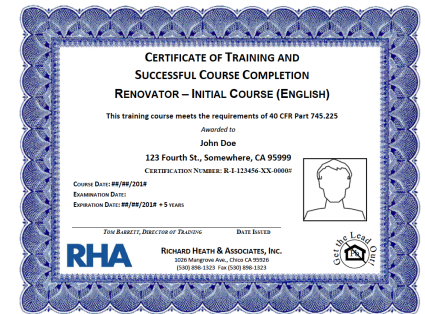 CERTIFICATE OF TRAINING AND
SUCCESSFUL COURSE COMPLETION
RENOVATOR – INITIAL COURSE (ENGLISH)
This training course meets the requirements of 40 CFR Part 745.225
Awarded to
John Doe
123 Fourth St., Somewhere, CA 95999
CERTIFICATION NUMBER: R-I-123456-XX-0000#
COURSE DATE: ##/##/201#
EXAMINATION DATE:
EXPIRATION DATE: ##/##/201# + 5 YEARS
TOM BARRETT, DIRECTOR OF TRAINING DATE ISSUED
RHA
RICHARD HEATH & ASSOCIATES, INC.
1026 Mangrove Ave., Chico CA 95926
(530) 898-1323 Fax (530) 898-1323
Get the Lead Out!
Pb